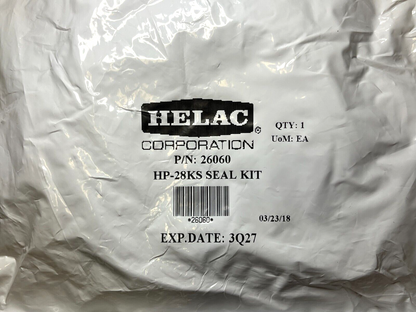 HELAC®
CORPORATION
QTY: 1
UoM: EA
P/N: 26060
HP-28KS SEAL KIT
*26060*
03/23/18
EXP.DATE: 3Q27